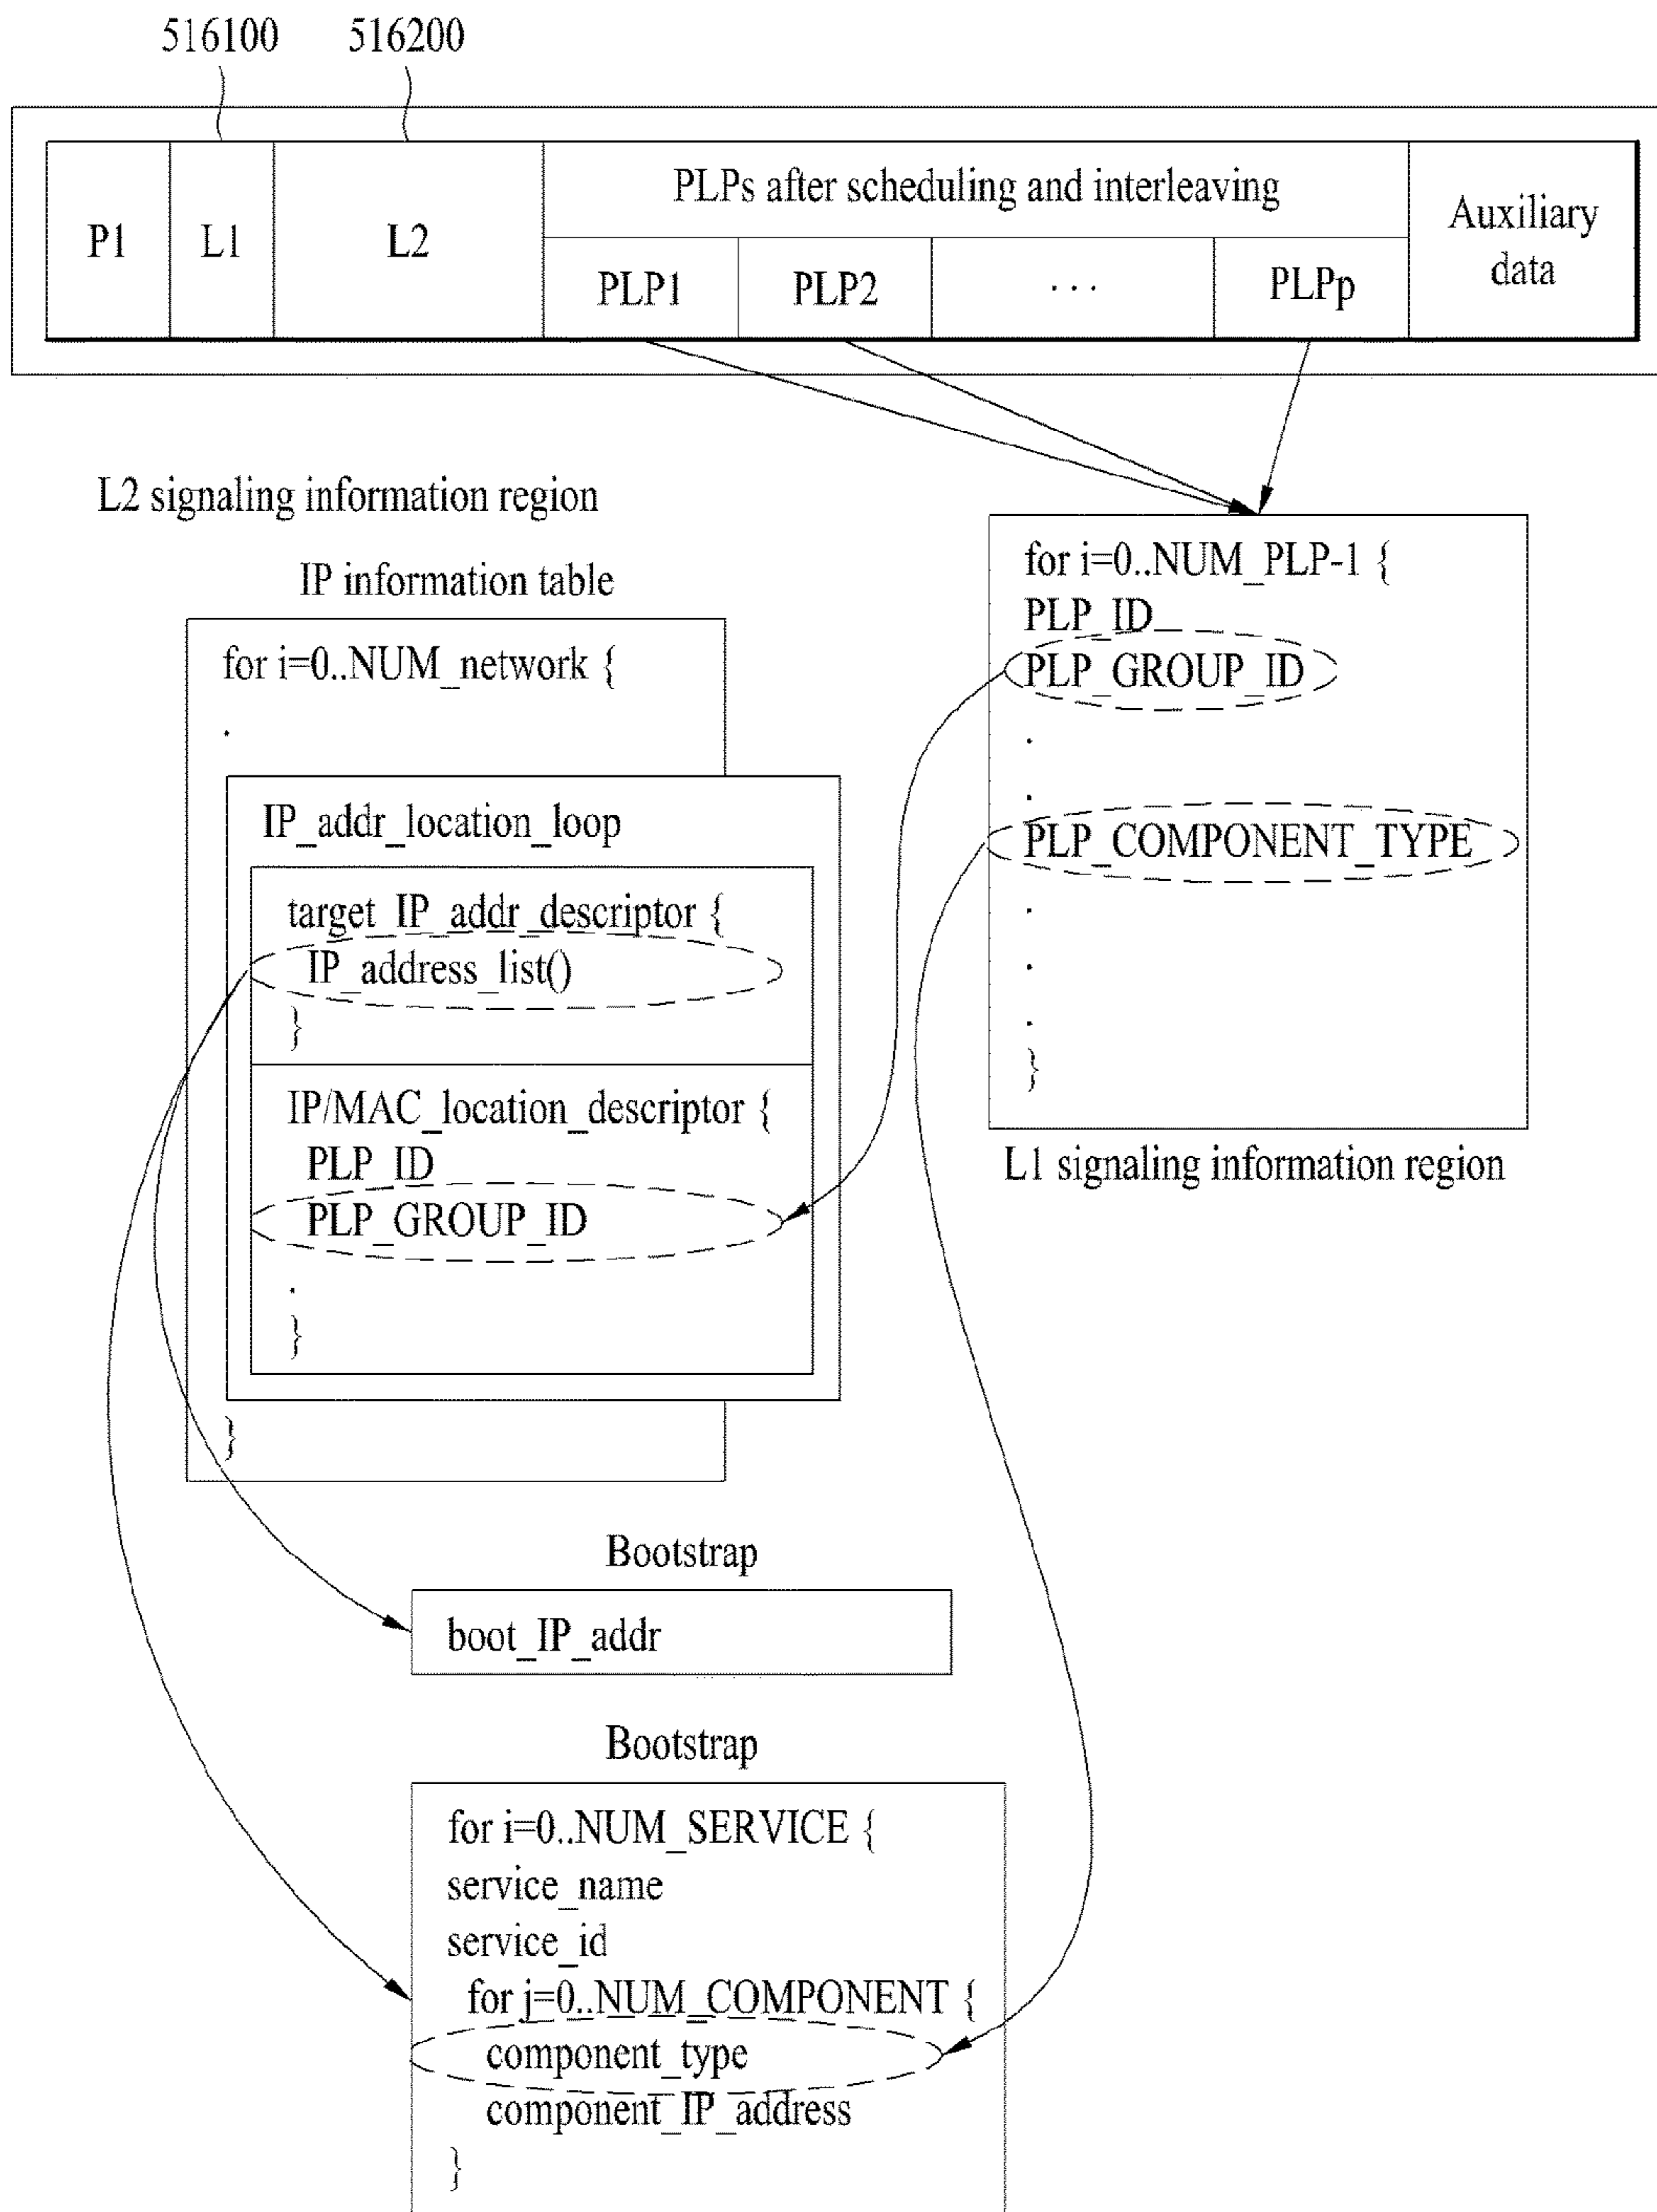 516100 516200
P1 L1 L2 PLPs after scheduling and interleaving Auxiliary data
PLP1 PLP2 . . . PLPp
L2 signaling information region
IP information table
for i=0..NUM_network {
.
IP_addr_location_loop
target_IP_addr_descriptor {
IP_address_list()
}
IP/MAC_location_descriptor {
PLP_ID
PLP_GROUP_ID
.
}
}
for i=0..NUM_PLP-1 {
PLP_ID
PLP_GROUP_ID
.
.
PLP_COMPONENT_TYPE
.
.
.
}
L1 signaling information region
Bootstrap
boot_IP_addr
Bootstrap
for i=0..NUM_SERVICE {
service_name
service_id
for j=0..NUM_COMPONENT {
component_type
component_IP_address
}